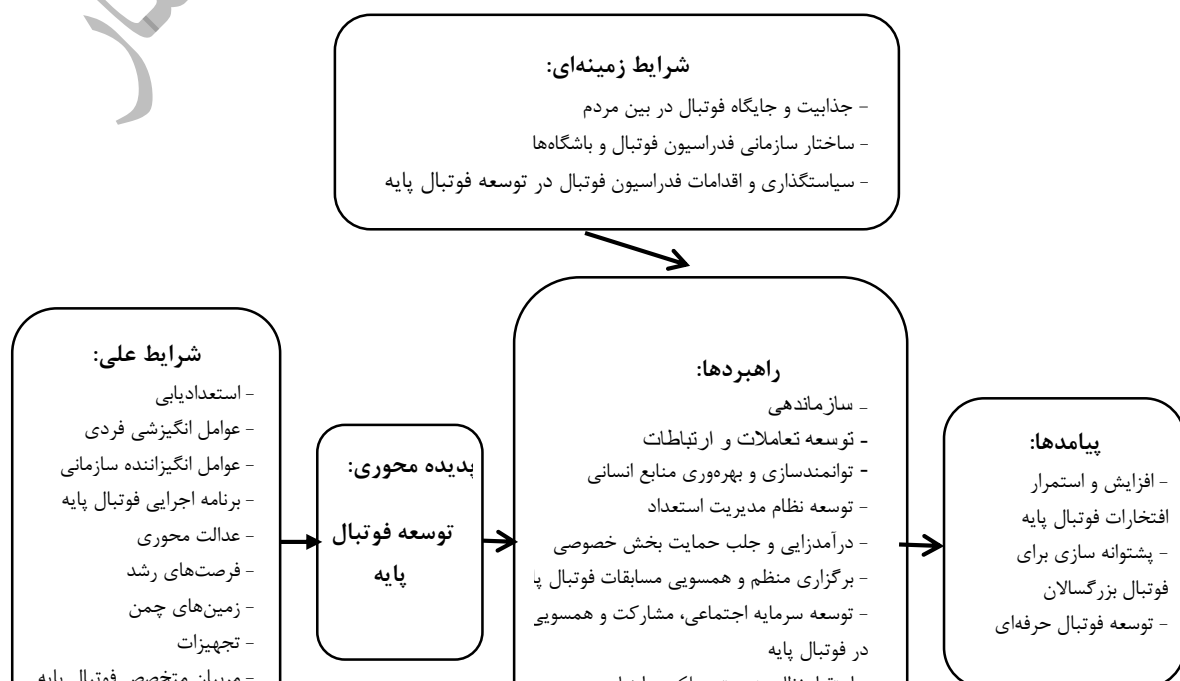 شرایط زمینه‌ای:
- جذابیت و جایگاه فوتبال در بین مردم
- ساختار سازمانی فدراسیون فوتبال و باشگاه‌ها
- سیاستگذاری و اقدامات فدراسیون فوتبال در توسعه فوتبال پایه
شرایط علی:
- استعدادیابی
- عوامل انگیزشی فردی
- عوامل انگیزاننده سازمانی
- برنامه اجرایی فوتبال پایه
- عدالت محوری
- فرصت‌های رشد
- زمین‌های چمن
- تجهیزات
- مربیان متخصص فوتبال پایه
پدیده محوری:
توسعه فوتبال
پایه
راهبردها:
- سازماندهی
- توسعه تعاملات و ارتباطات
- توانمندسازی و بهره‌وری منابع انسانی
- توسعه نظام مدیریت استعداد
- درآمدزایی و جلب حمایت بخش خصوصی
- برگزاری منظم و همسویی مسابقات فوتبال پا
- توسعه سرمایه اجتماعی، مشارکت و همسویی
در فوتبال پایه
پیامدها:
- افزایش و استمرار
افتخارات فوتبال پایه
- پشتوانه سازی برای
فوتبال بزرگسالان
- توسعه فوتبال حرفه‌ای